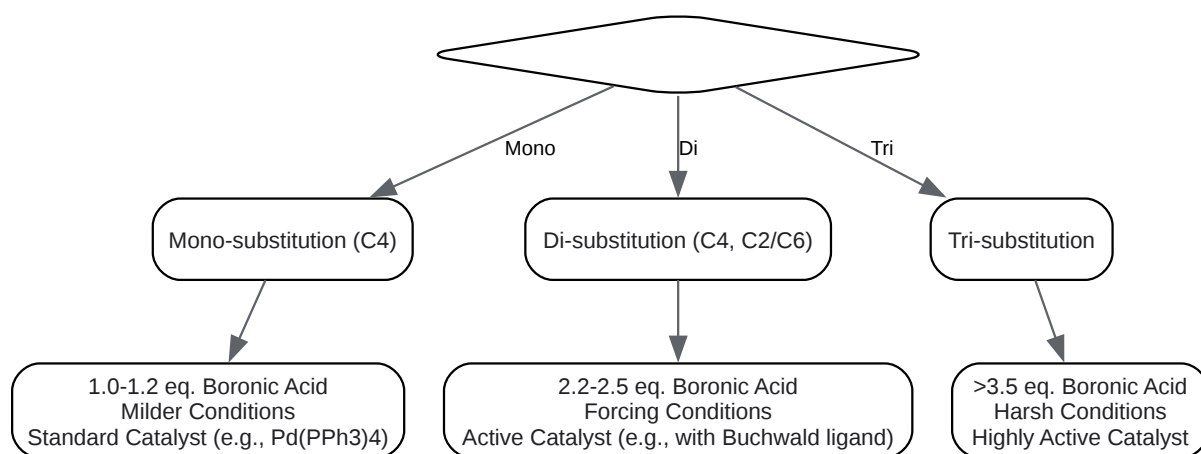 Mono
Di
Tri
Mono-substitution (C4)
Di-substitution (C4, C2/C6)
Tri-substitution
1.0-1.2 eq. Boronic Acid
Milder Conditions
Standard Catalyst (e.g., Pd(PPh3)4)
2.2-2.5 eq. Boronic Acid
Forcing Conditions
Active Catalyst (e.g., with Buchwald ligand)
>3.5 eq. Boronic Acid
Harsh Conditions
Highly Active Catalyst